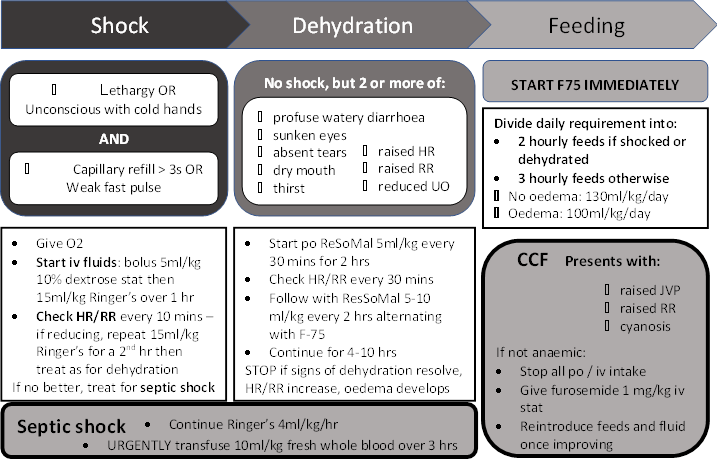 Shock
Dehydration
Feeding
▯ Lethargy OR
Unconscious with cold hands
AND
▯ Capillary refill > 3s OR
Weak fast pulse
• Give O2
• Start iv fluids: bolus 5ml/kg
10% dextrose stat then
15ml/kg Ringer's over 1 hr
• Check HR/RR every 10 mins –
if reducing, repeat 15ml/kg
Ringer's for a 2nd hr then
treat as for dehydration
If no better, treat for septic shock
No shock, but 2 or more of:
▯ profuse watery diarrhoea
▯ sunken eyes
▯ absent tears ▯ raised HR
▯ dry mouth ▯ raised RR
▯ thirst ▯ reduced UO
• Start po ReSoMal 5ml/kg every
30 mins for 2 hrs
• Check HR/RR every 30 mins
• Follow with ResSoMal 5-10
ml/kg every 2 hrs alternating
with F-75
• Continue for 4-10 hrs
STOP if signs of dehydration resolve,
HR/RR increase, oedema develops
START F75 IMMEDIATELY
Divide daily requirement into:
• 2 hourly feeds if shocked or
dehydrated
• 3 hourly feeds otherwise
▯ No oedema: 130ml/kg/day
▯ Oedema: 100ml/kg/day
CCF Presents with:
▯ raised JVP
▯ raised RR
▯ cyanosis
If not anaemic:
• Stop all po / iv intake
• Give furosemide 1 mg/kg iv
stat
• Reintroduce feeds and fluid
once improving
Septic shock • Continue Ringer's 4ml/kg/hr
• URGENTLY transfuse 10ml/kg fresh whole blood over 3 hrs